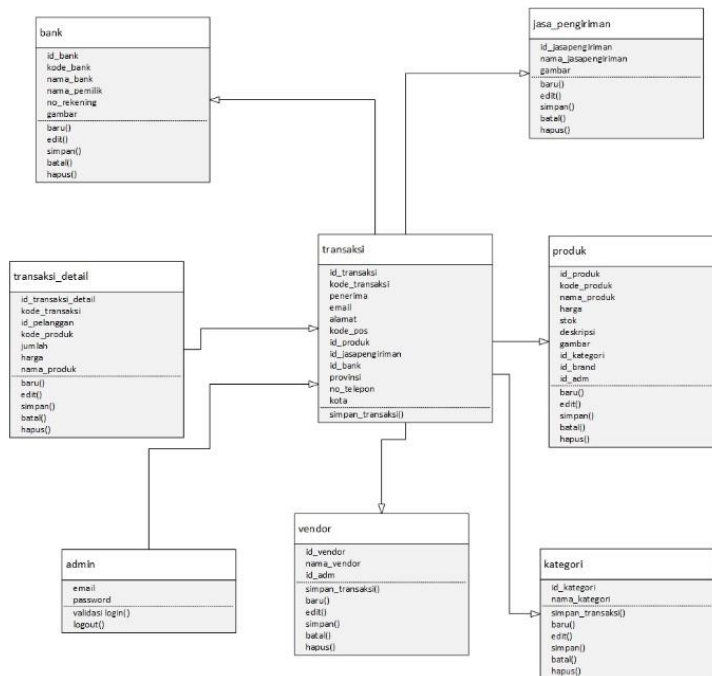 bank
id_bank
kode_bank
nama_bank
nama_pemilik
no_rekening
gambar
baru()
edit()
simpan()
batal()
hapus()
jasa_pengiriman
id_jasapengiriman
nama_jasapengiriman
gambar
baru()
edit()
simpan()
batal()
hapus()
transaksi_detail
id_transaksi_detail
kode_transaksi
id_pelanggan
kode_produk
jumlah
harga
nama_produk
baru()
edit()
simpan()
batal()
hapus()
transaksi
id_transaksi
kode_transaksi
penerima
email
alamat
kode_pos
id_produk
id_jasapengiriman
id_bank
provinsi
no_telepon
kota
simpan_transaksi()
produk
id_produk
kode_produk
nama_produk
harga
stok
deskripsi
gambar
id_kategori
id_brand
id_adm
baru()
edit()
simpan()
batal()
hapus()
admin
email
password
validasi login()
logout()
vendor
id_vendor
nama_vendor
id_adm
simpan_transaksi()
baru()
edit()
simpan()
batal()
hapus()
kategori
id_kategori
nama_kategori
simpan_transaksi()
baru()
edit()
simpan()
batal()
hapus()